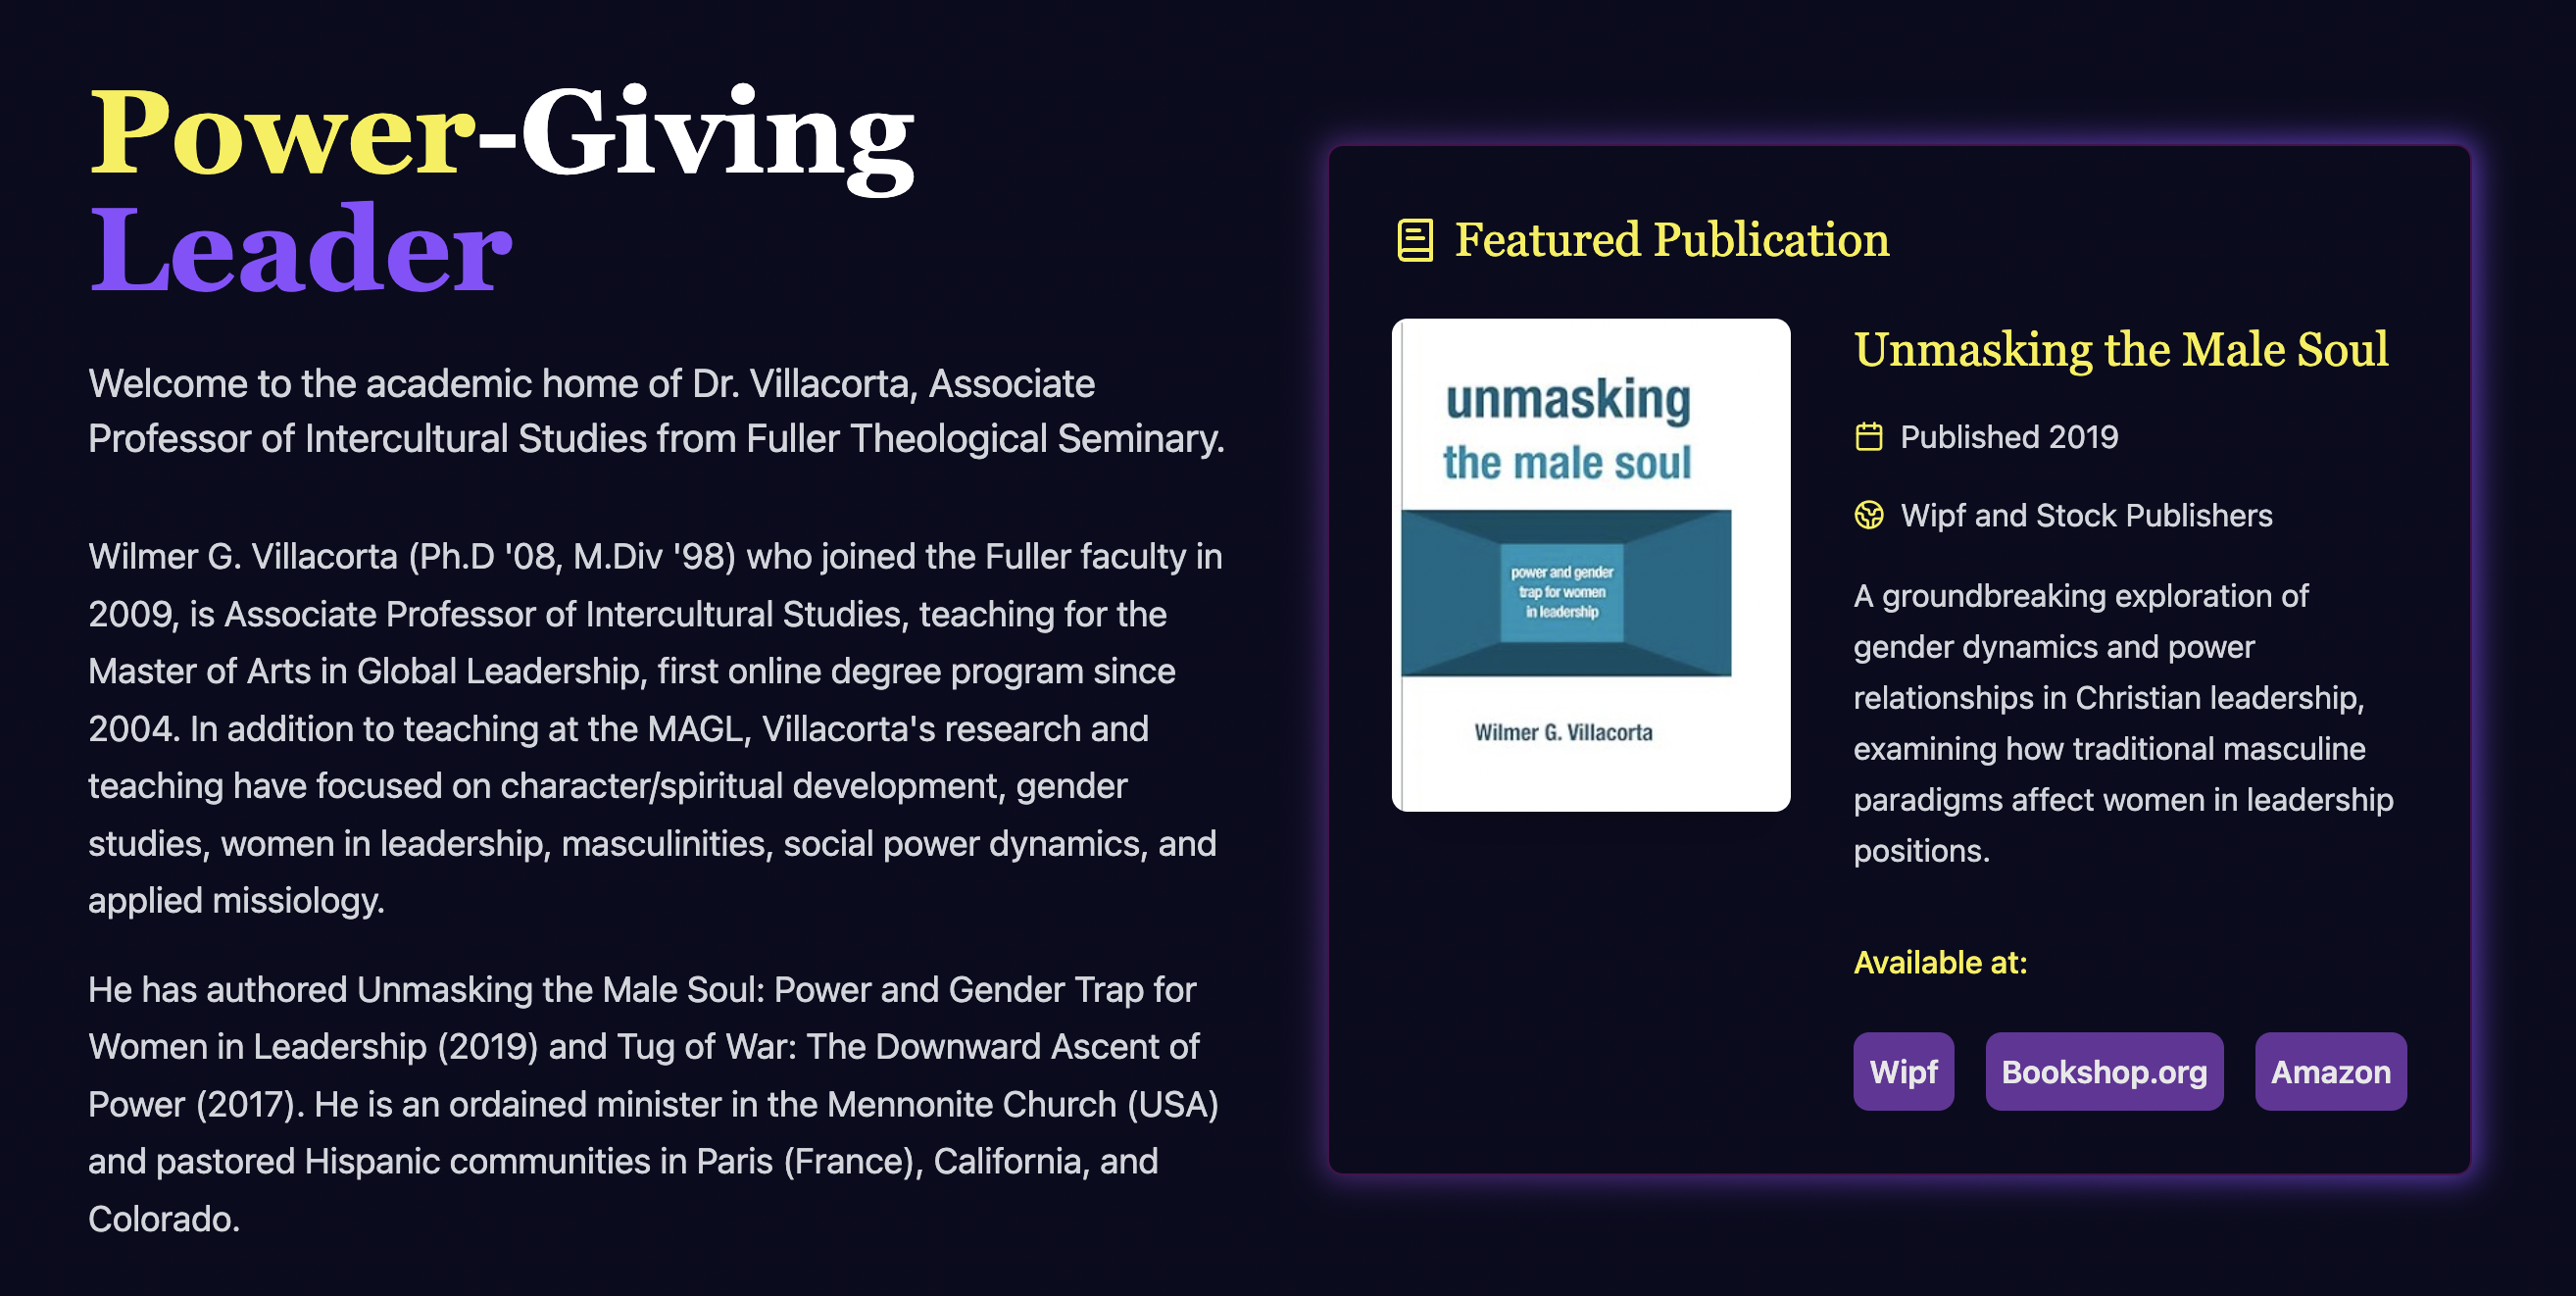 Power-Giving
Leader
Welcome to the academic home of Dr. Villacorta, Associate
Professor of Intercultural Studies from Fuller Theological Seminary.
Wilmer G. Villacorta (Ph.D '08, M.Div '98) who joined the Fuller faculty in
2009, is Associate Professor of Intercultural Studies, teaching for the
Master of Arts in Global Leadership, first online degree program since
2004. In addition to teaching at the MAGL, Villacorta's research and
teaching have focused on character/spiritual development, gender
studies, women in leadership, masculinities, social power dynamics, and
applied missiology.
He has authored Unmasking the Male Soul: Power and Gender Trap for
Women in Leadership (2019) and Tug of War: The Downward Ascent of
Power (2017). He is an ordained minister in the Mennonite Church (USA)
and pastored Hispanic communities in Paris (France), California, and
Colorado.
Featured Publication
unmasking
the male soul
power and gender
trap for women
in leadership
Wilmer G. Villacorta
Unmasking the Male Soul
Published 2019
Wipf and Stock Publishers
A groundbreaking exploration of
gender dynamics and power
relationships in Christian leadership,
examining how traditional masculine
paradigms affect women in leadership
positions.
Available at:
Wipf
Bookshop.org
Amazon